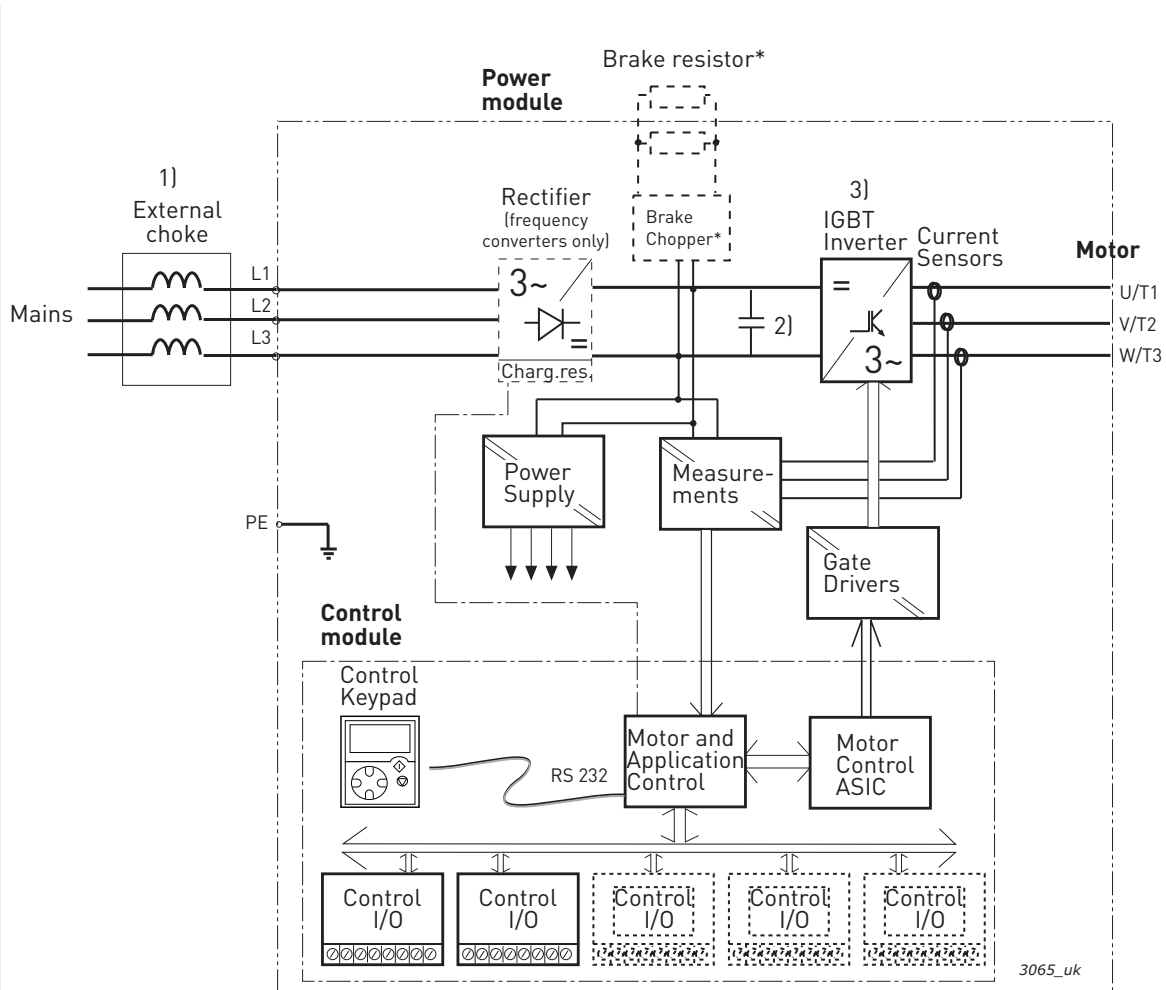 Brake resistor*
Power
module
1)
External
choke
Rectifier
(frequency
converters only)
Brake
Chopper*
3)
IGBT
Inverter
Current
Sensors
Motor
Mains
L1
L2
L3
3~
=
Charg.res.
2)
=
3~
U/T1
V/T2
W/T3
Power
Supply
Measure-
ments
PE
Gate
Drivers
Control
module
Control
Keypad
RS 232
Motor and
Application
Control
Motor
Control
ASIC
Control
I/O
Control
I/O
Control
I/O
Control
I/O
Control
I/O
3065_uk